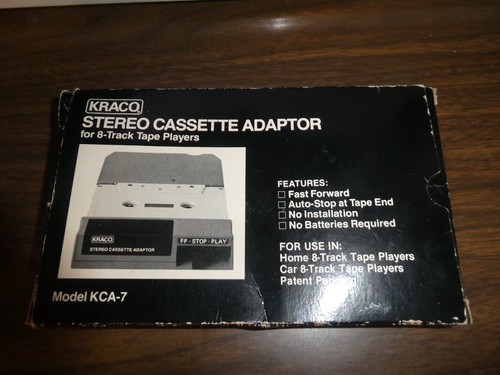 KRACO
STEREO CASSETTE ADAPTOR
for 8-Track Tape Players
KRACO
STEREO CASSETTE ADAPTOR
FF·STOP·PLAY
FEATURES:
Fast Forward
Auto-Stop at Tape End
No Installation
No Batteries Required
FOR USE IN:
Home 8-Track Tape Players
Car 8-Track Tape Players
Patent
Model KCA-7